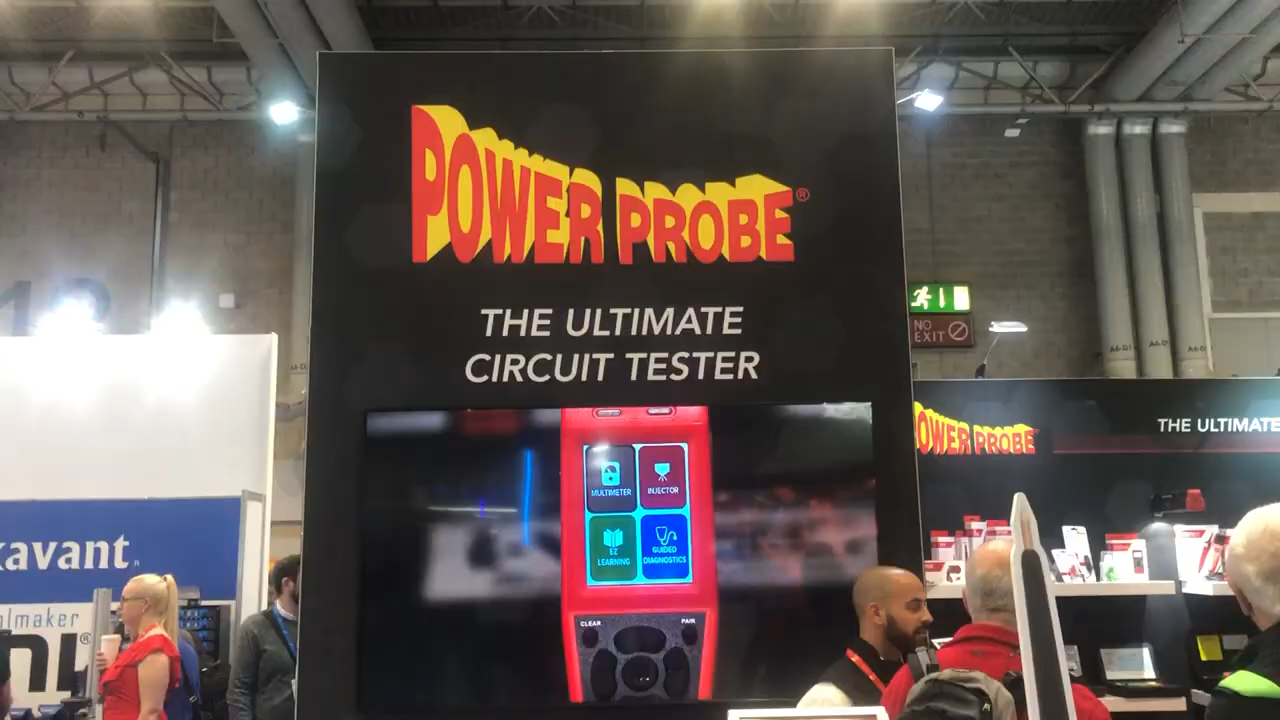 POWER PROBE®
THE ULTIMATE
CIRCUIT TESTER
MULTIMETER
INJECTOR
EZ
LEARNING
GUIDED
DIAGNOSTICS
CLEAR
PAIR
NO
EXIT
POWER PROBE
THE ULTIMATE
avant
lmaker